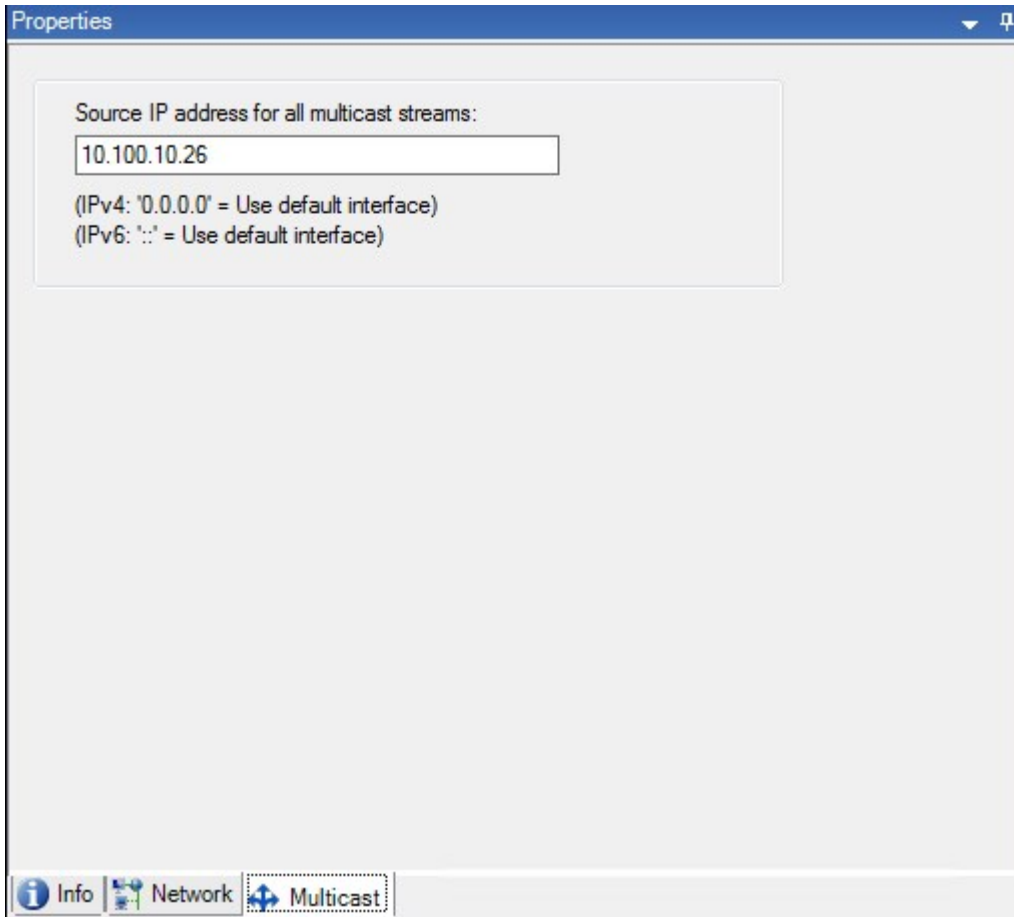 Properties
Source IP address for all multicast streams:
10.100.10.26
(IPv4: '0.0.0.0' = Use default interface)
(IPv6: '::' = Use default interface)
Info Network Multicast